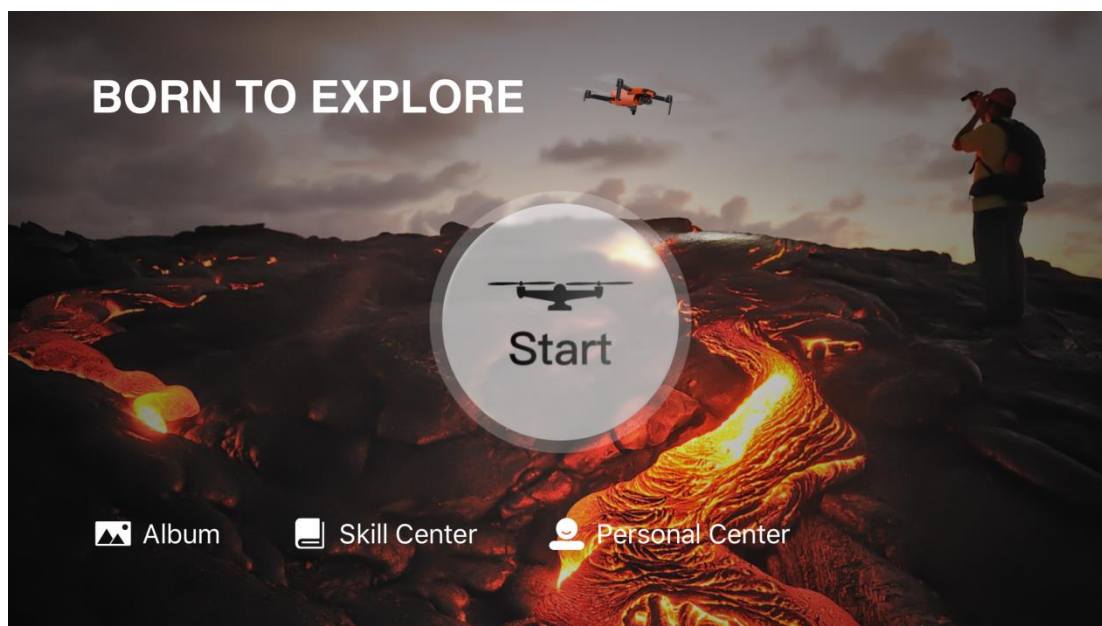 BORN TO EXPLORE
Start
Album
Skill Center
Personal Center